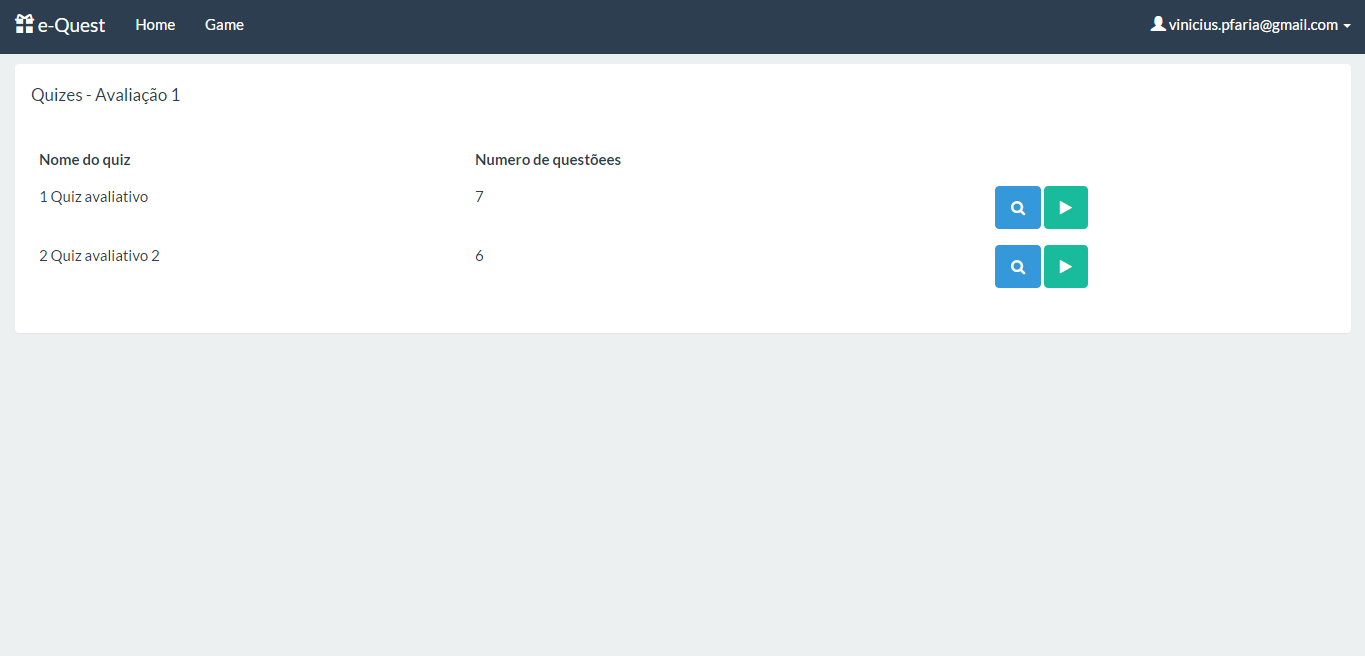 e-Quest Home Game vinicius.pfaria@gmail.com
Quizes - Avaliação 1
Nome do quiz Numero de questõees
1 Quiz avaliativo 7
2 Quiz avaliativo 2 6